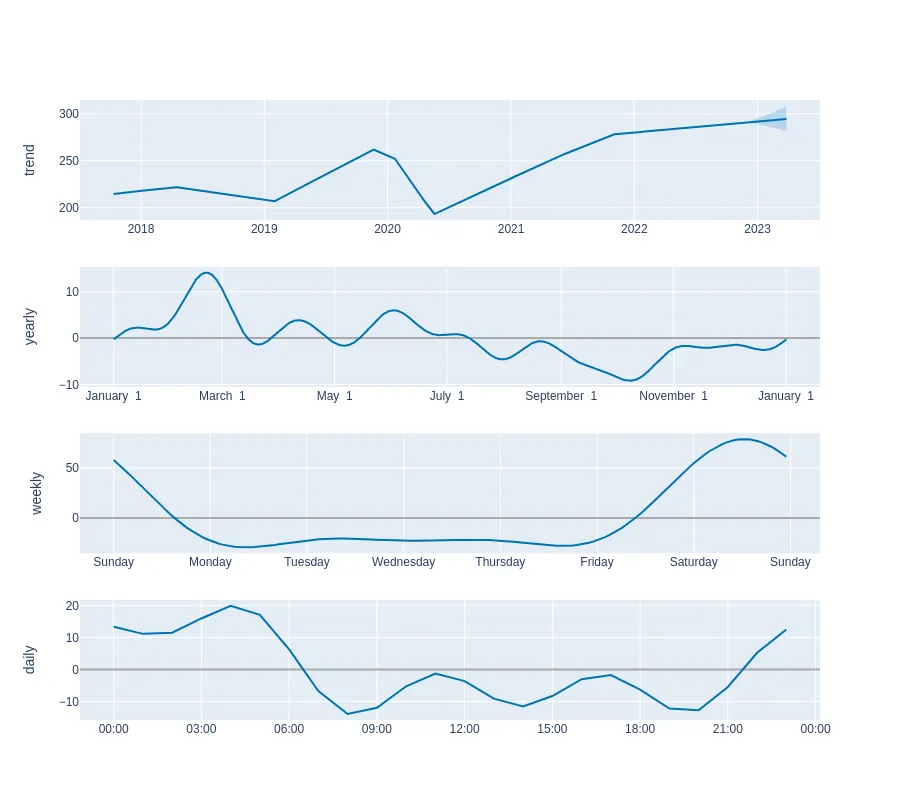 trend
300
250
200
2018 2019 2020 2021 2022 2023
yearly
10
0
−10
January 1 March 1 May 1 July 1 September 1 November 1 January 1
weekly
50
0
Sunday Monday Tuesday Wednesday Thursday Friday Saturday Sunday
daily
20
10
0
−10
00:00 03:00 06:00 09:00 12:00 15:00 18:00 21:00 00:00